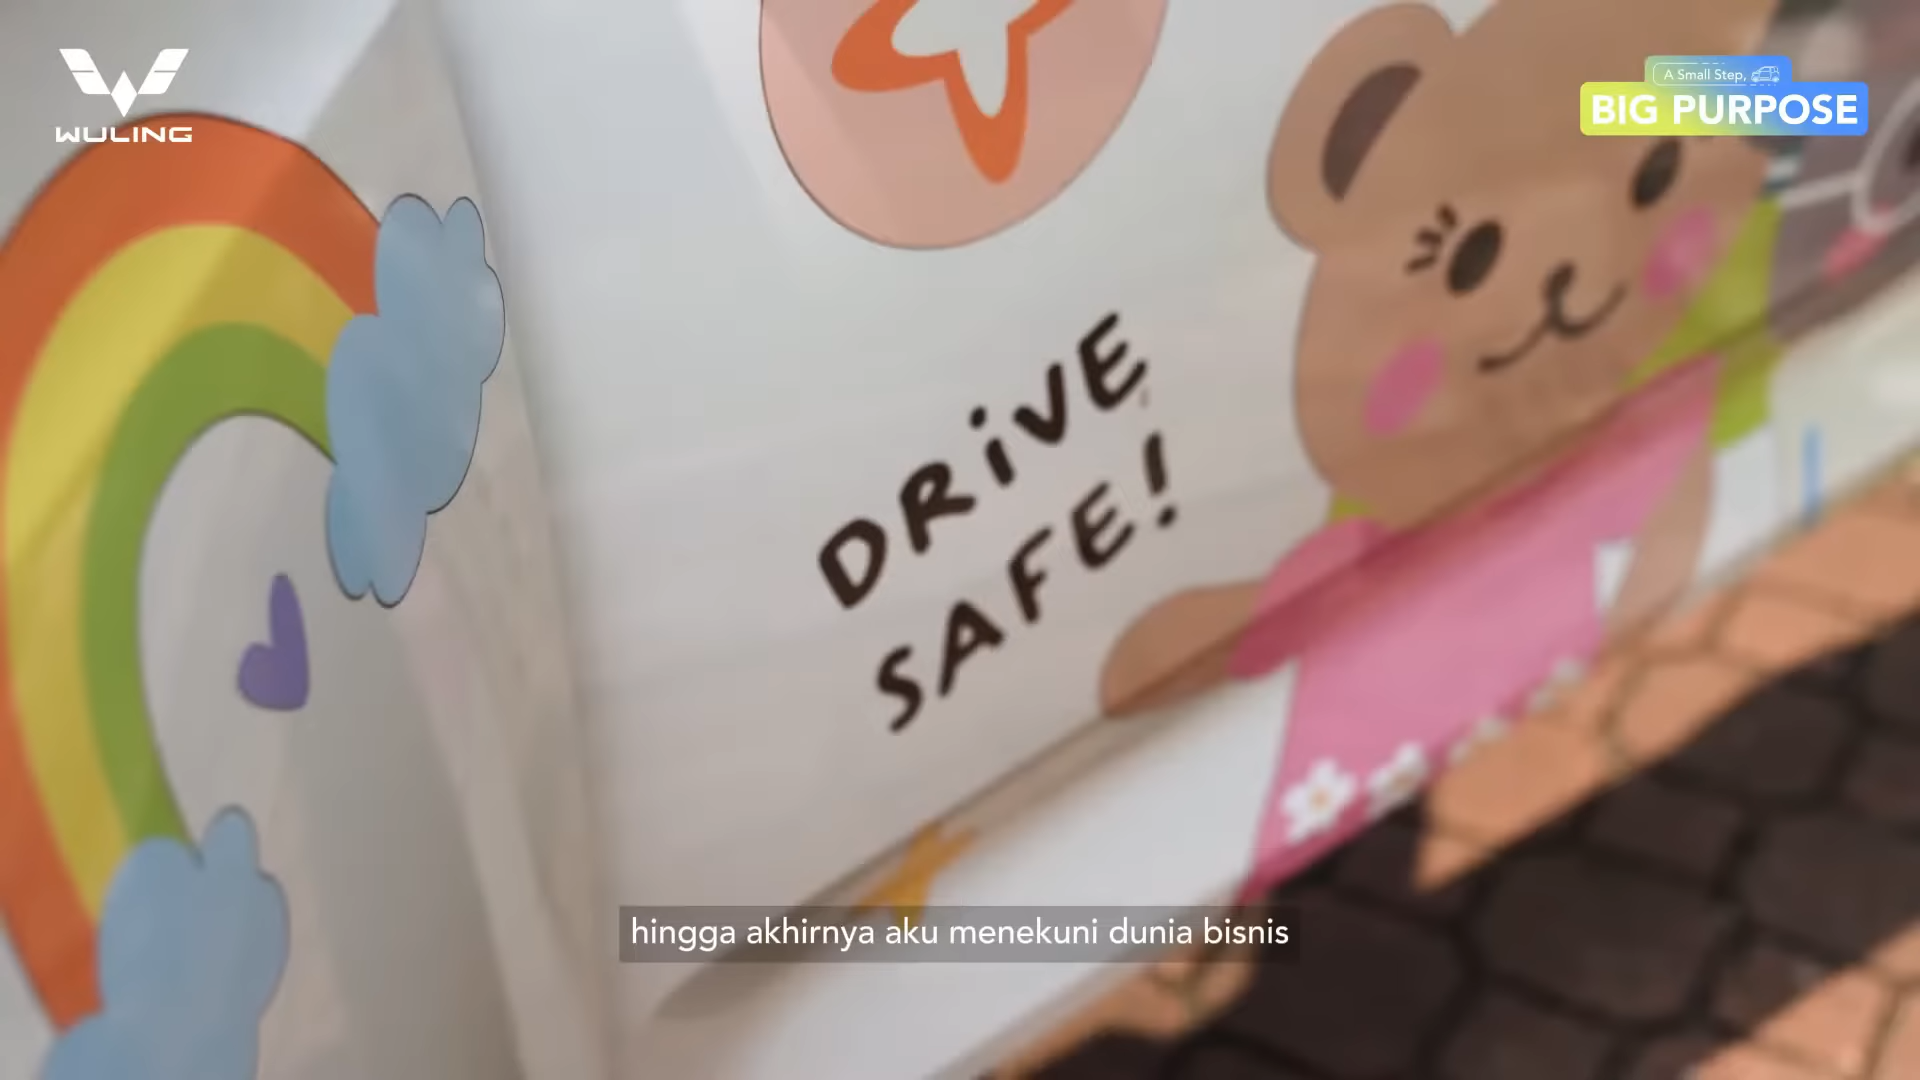 WULING
A Small Step,
BIG PURPOSE
DRiVE
SAFE!
hingga akhirnya aku menekuni dunia bisnis